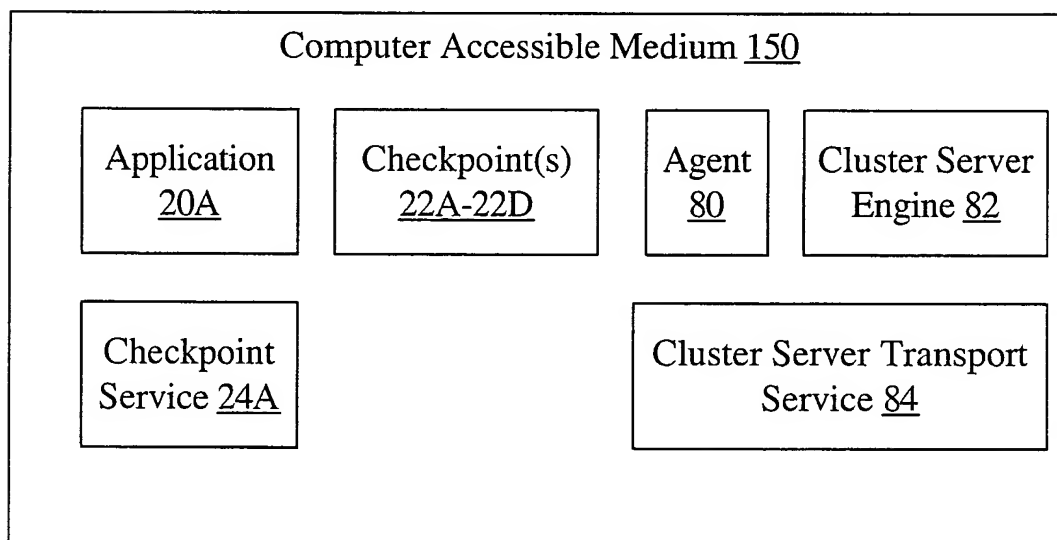 Computer Accessible Medium 150
Application
20A
Checkpoint(s)
22A-22D
Agent
80
Cluster Server
Engine 82
Checkpoint
Service 24A
Cluster Server Transport
Service 84